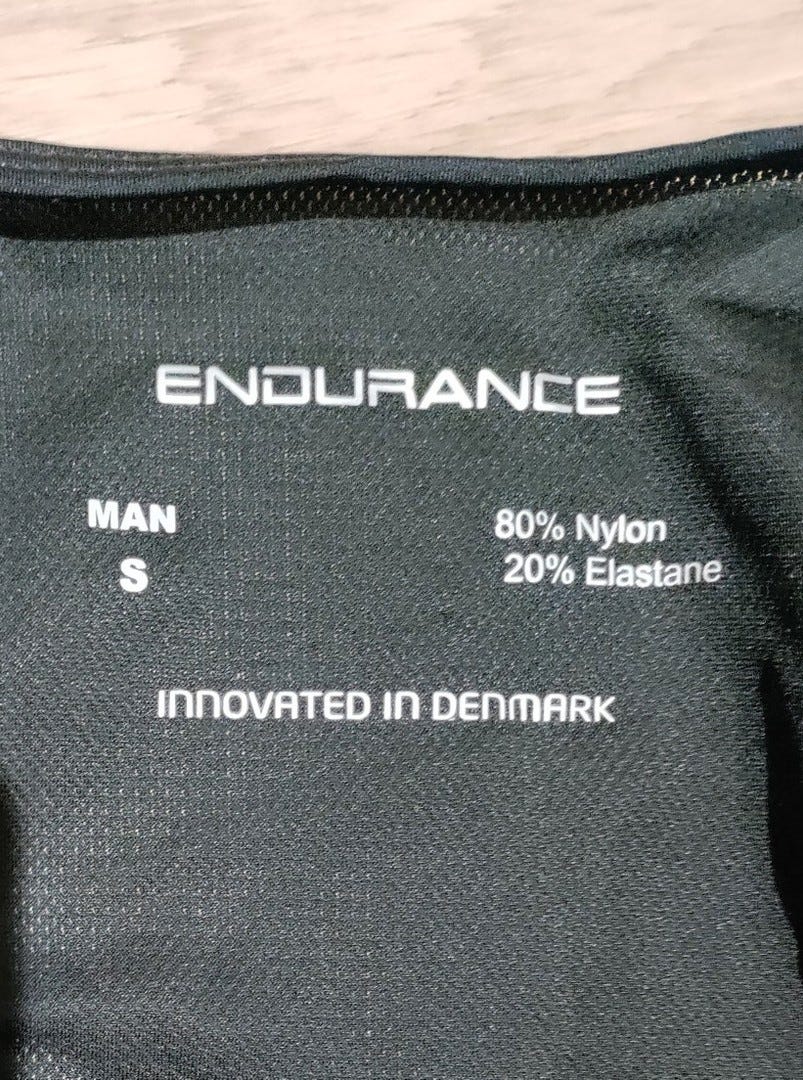 ENDURANCE
MAN
80% Nylon
S
20% Elastane
INNOVATED IN DENMARK